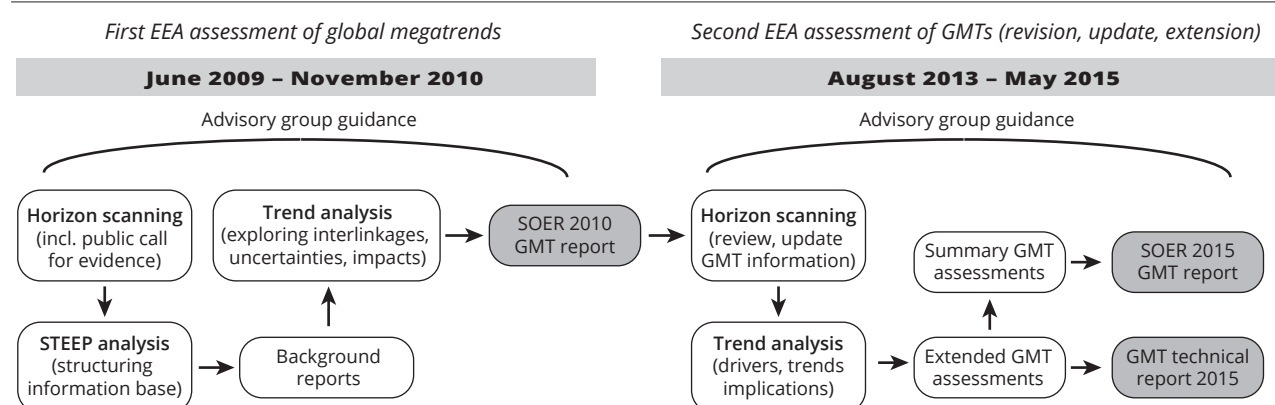 First EEA assessment of global megatrends
June 2009 – November 2010
Advisory group guidance
Horizon scanning
(incl. public call
for evidence)
STEEP analysis
(structuring
information base)
Background
reports
Trend analysis
(exploring interlinkages,
uncertainties, impacts)
SOER 2010
GMT report
Second EEA assessment of GMTs (revision, update, extension)
August 2013 – May 2015
Advisory group guidance
Horizon scanning
(review, update
GMT information)
Trend analysis
(drivers, trends
implications)
Extended GMT
assessments
Summary GMT
assessments
SOER 2015
GMT report
GMT technical
report 2015